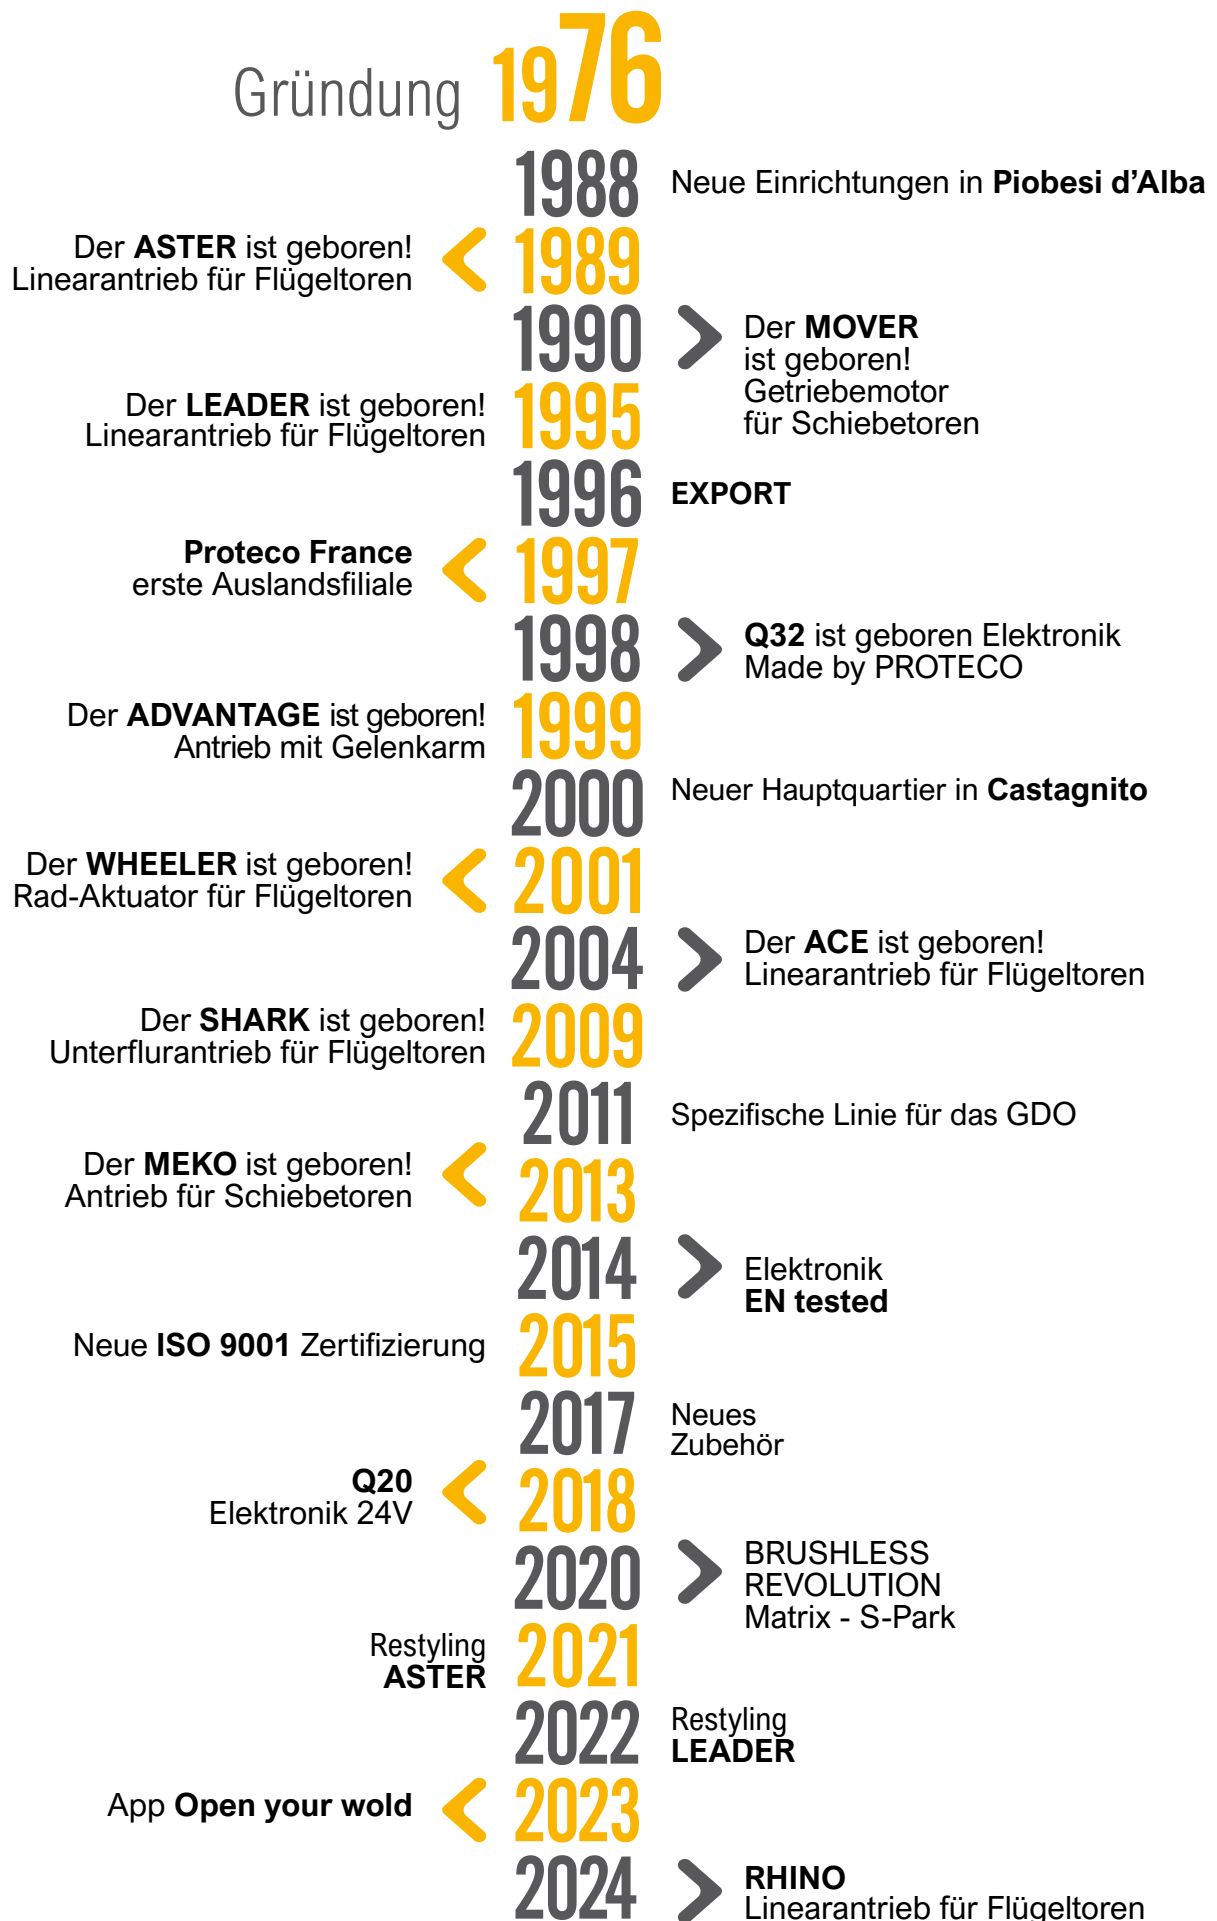 Gründung 1976
1988 Neue Einrichtungen in Piobesi d’Alba
Der ASTER ist geboren!
Linearantrieb für Flügeltoren
1989
1990
Der MOVER
ist geboren!
Getriebemotor
für Schiebetoren
Der LEADER ist geboren!
Linearantrieb für Flügeltoren
1995
1996 EXPORT
Proteco France
erste Auslandsfiliale
1997
1998
Q32 ist geboren Elektronik
Made by PROTECO
Der ADVANTAGE ist geboren!
Antrieb mit Gelenkarm
1999
2000 Neuer Hauptquartier in Castagnito
Der WHEELER ist geboren!
Rad-Aktuator für Flügeltoren
2001
2004
Der ACE ist geboren!
Linearantrieb für Flügeltoren
Der SHARK ist geboren!
Unterflurantrieb für Flügeltoren
2009
2011 Spezifische Linie für das GDO
Der MEKO ist geboren!
Antrieb für Schiebetoren
2013
2014
Elektronik
EN tested
Neue ISO 9001 Zertifizierung 2015
2017
Neues
Zubehör
Q20
Elektronik 24V
2018
2020
BRUSHLESS
REVOLUTION
Matrix - S-Park
Restyling
ASTER
2021
2022
Restyling
LEADER
App Open your wold 2023
2024
RHINO
Linearantrieb für Flügeltoren